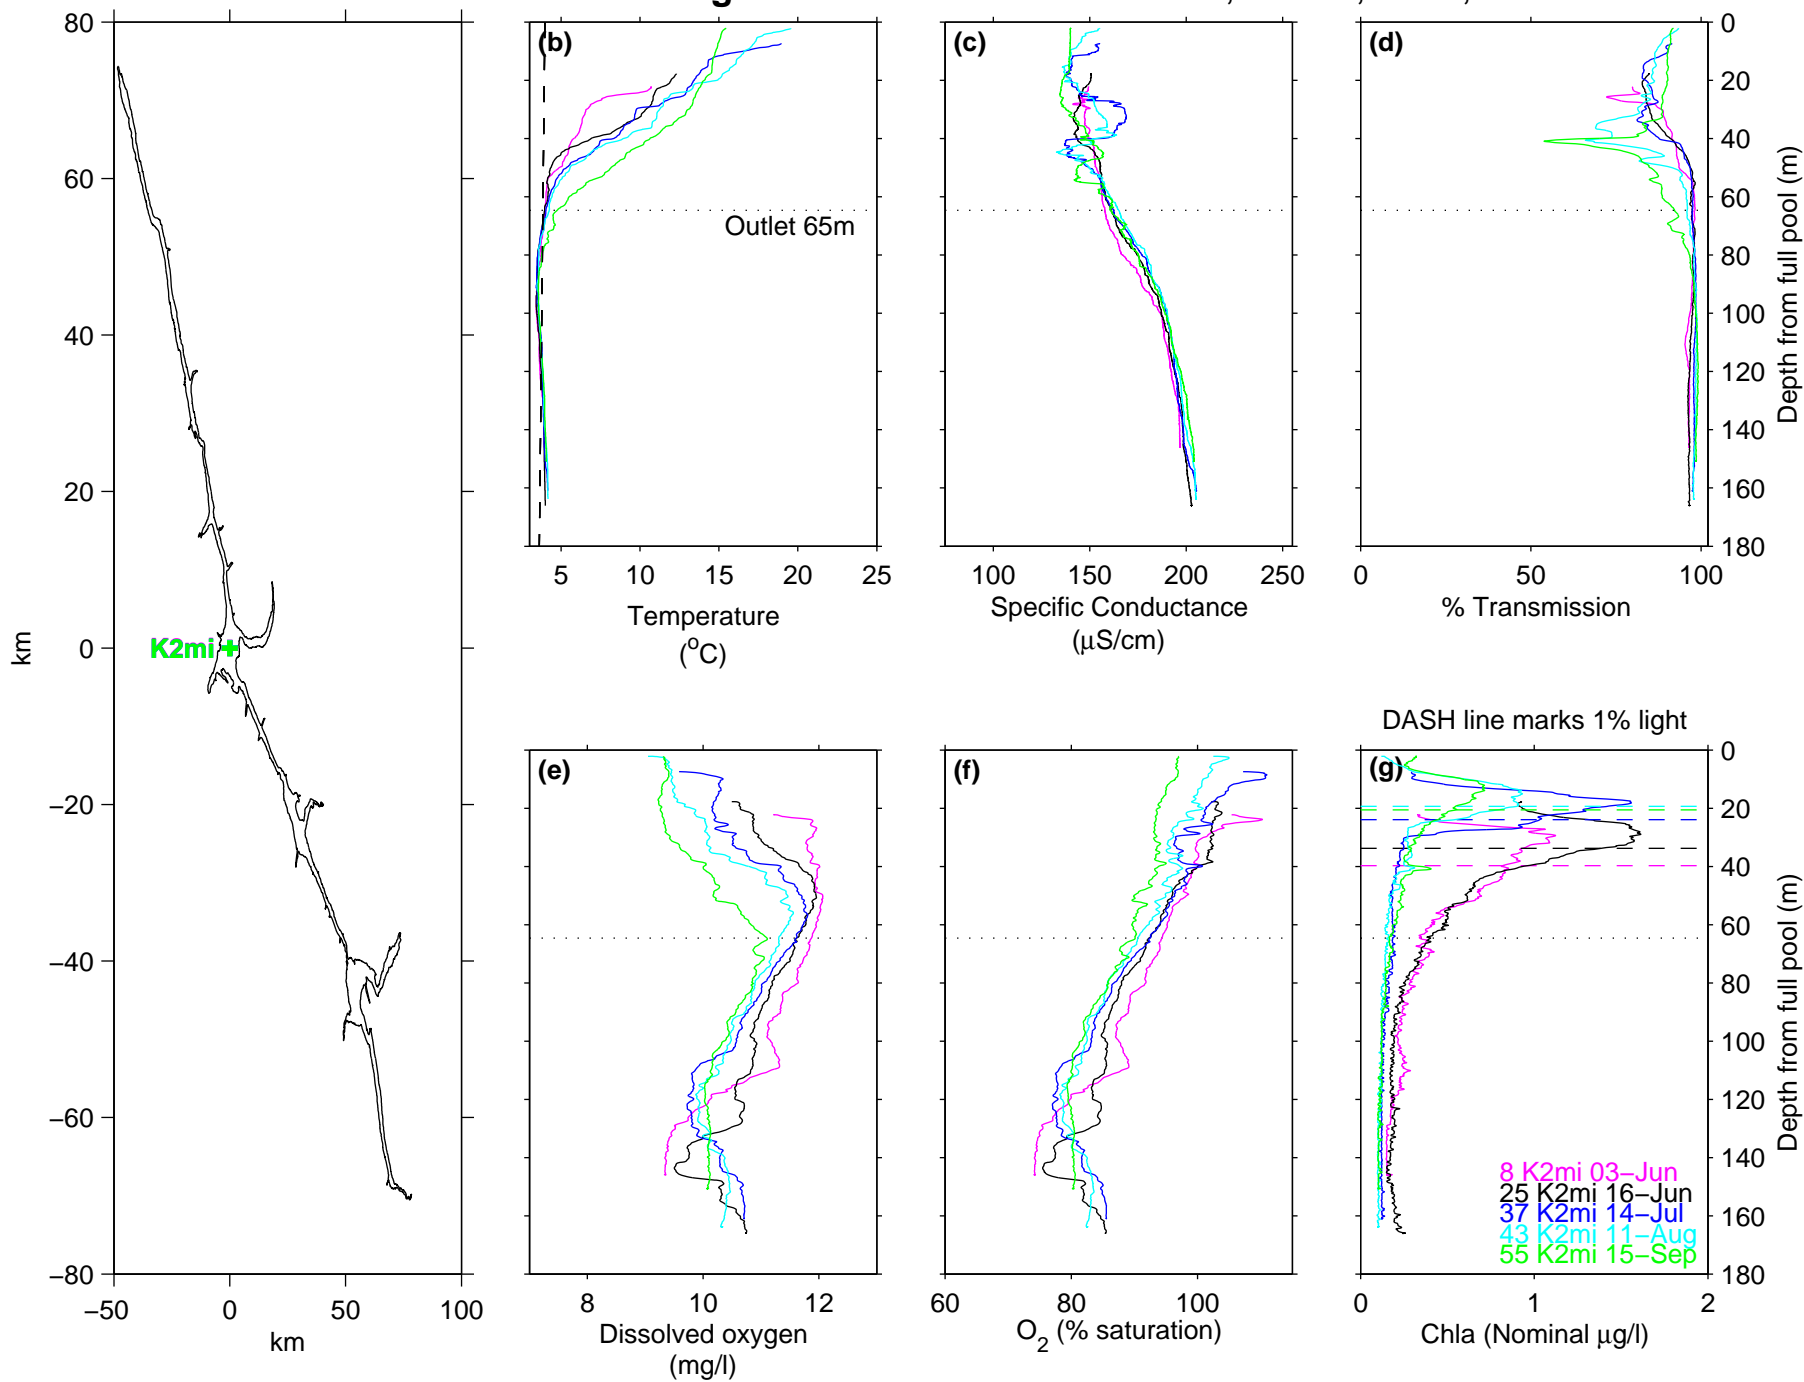 80
60
40
20
0
−20
−40
−60
−80
−50
0
50
100
km
km
K2mi
(b)
Outlet 65m
5
10
15
20
25
Temperature
(°C)
(c)
100
150
200
250
Specific Conductance
(μS/cm)
(d)
0
50
100
% Transmission
0
20
40
60
80
100
120
140
160
180
Depth from full pool (m)
(e)
8
10
12
Dissolved oxygen
(mg/l)
(f)
60
80
100
O2 (% saturation)
DASH line marks 1% light
(g)
8 K2mi 03−Jun
25 K2mi 16−Jun
37 K2mi 14−Jul
43 K2mi 11−Aug
55 K2mi 15−Sep
0
1
2
Chla (Nominal μg/l)
0
20
40
60
80
100
120
140
160
180
Depth from full pool (m)